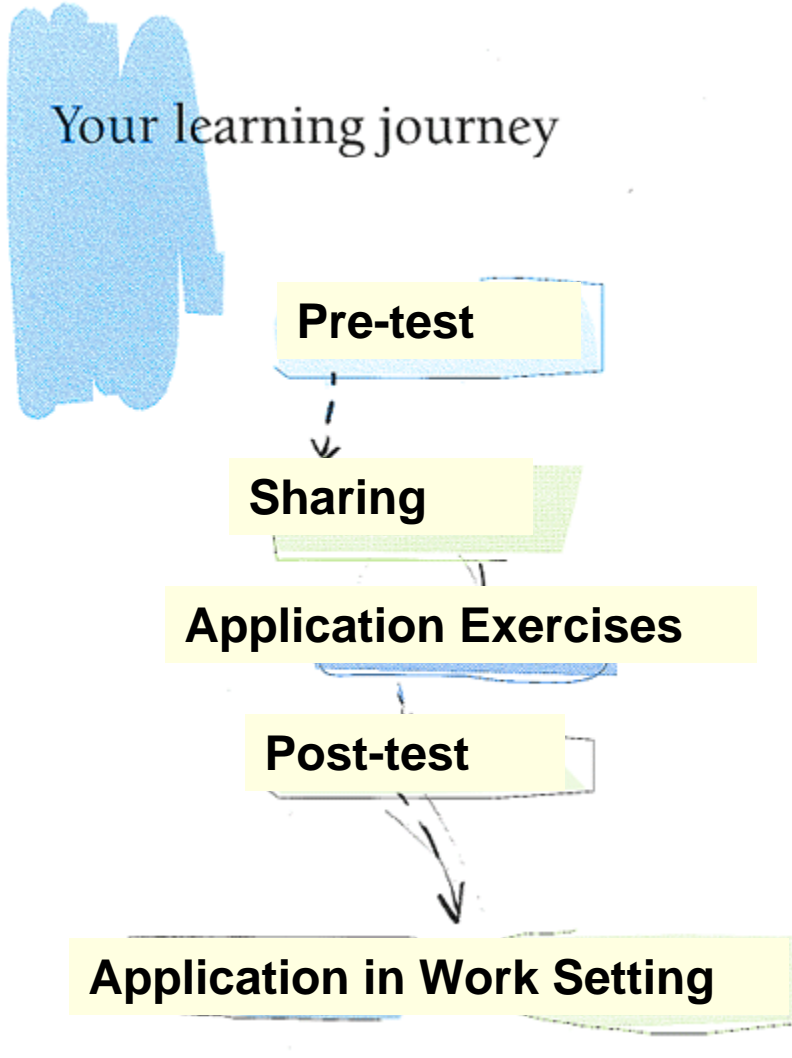 Your learning journey
Pre-test
Sharing
Application Exercises
Post-test
Application in Work Setting